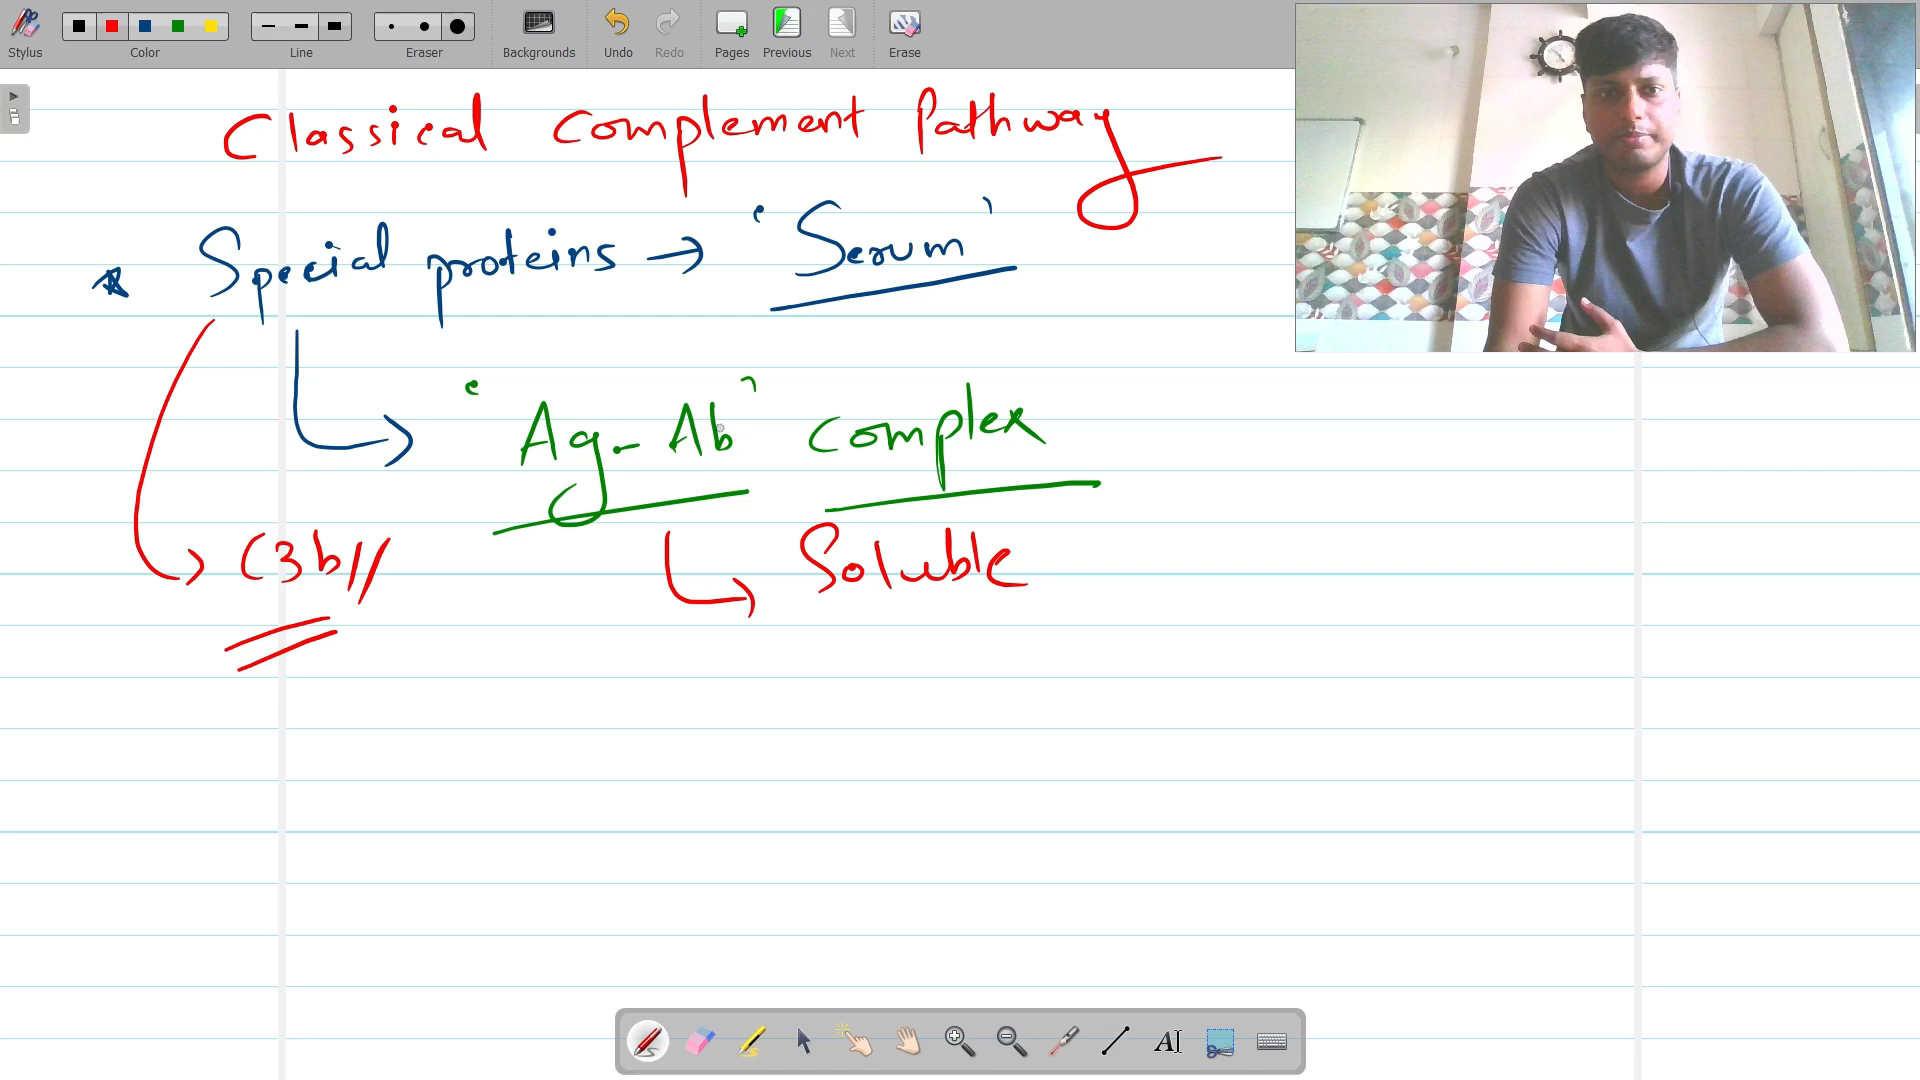 Stylus Color Line Eraser Backgrounds Undo Redo Pages Previous Next Erase
Classical Complement Pathway
* Special proteins → 'Serum'
'Ag-Ab' complex
C3b// Soluble